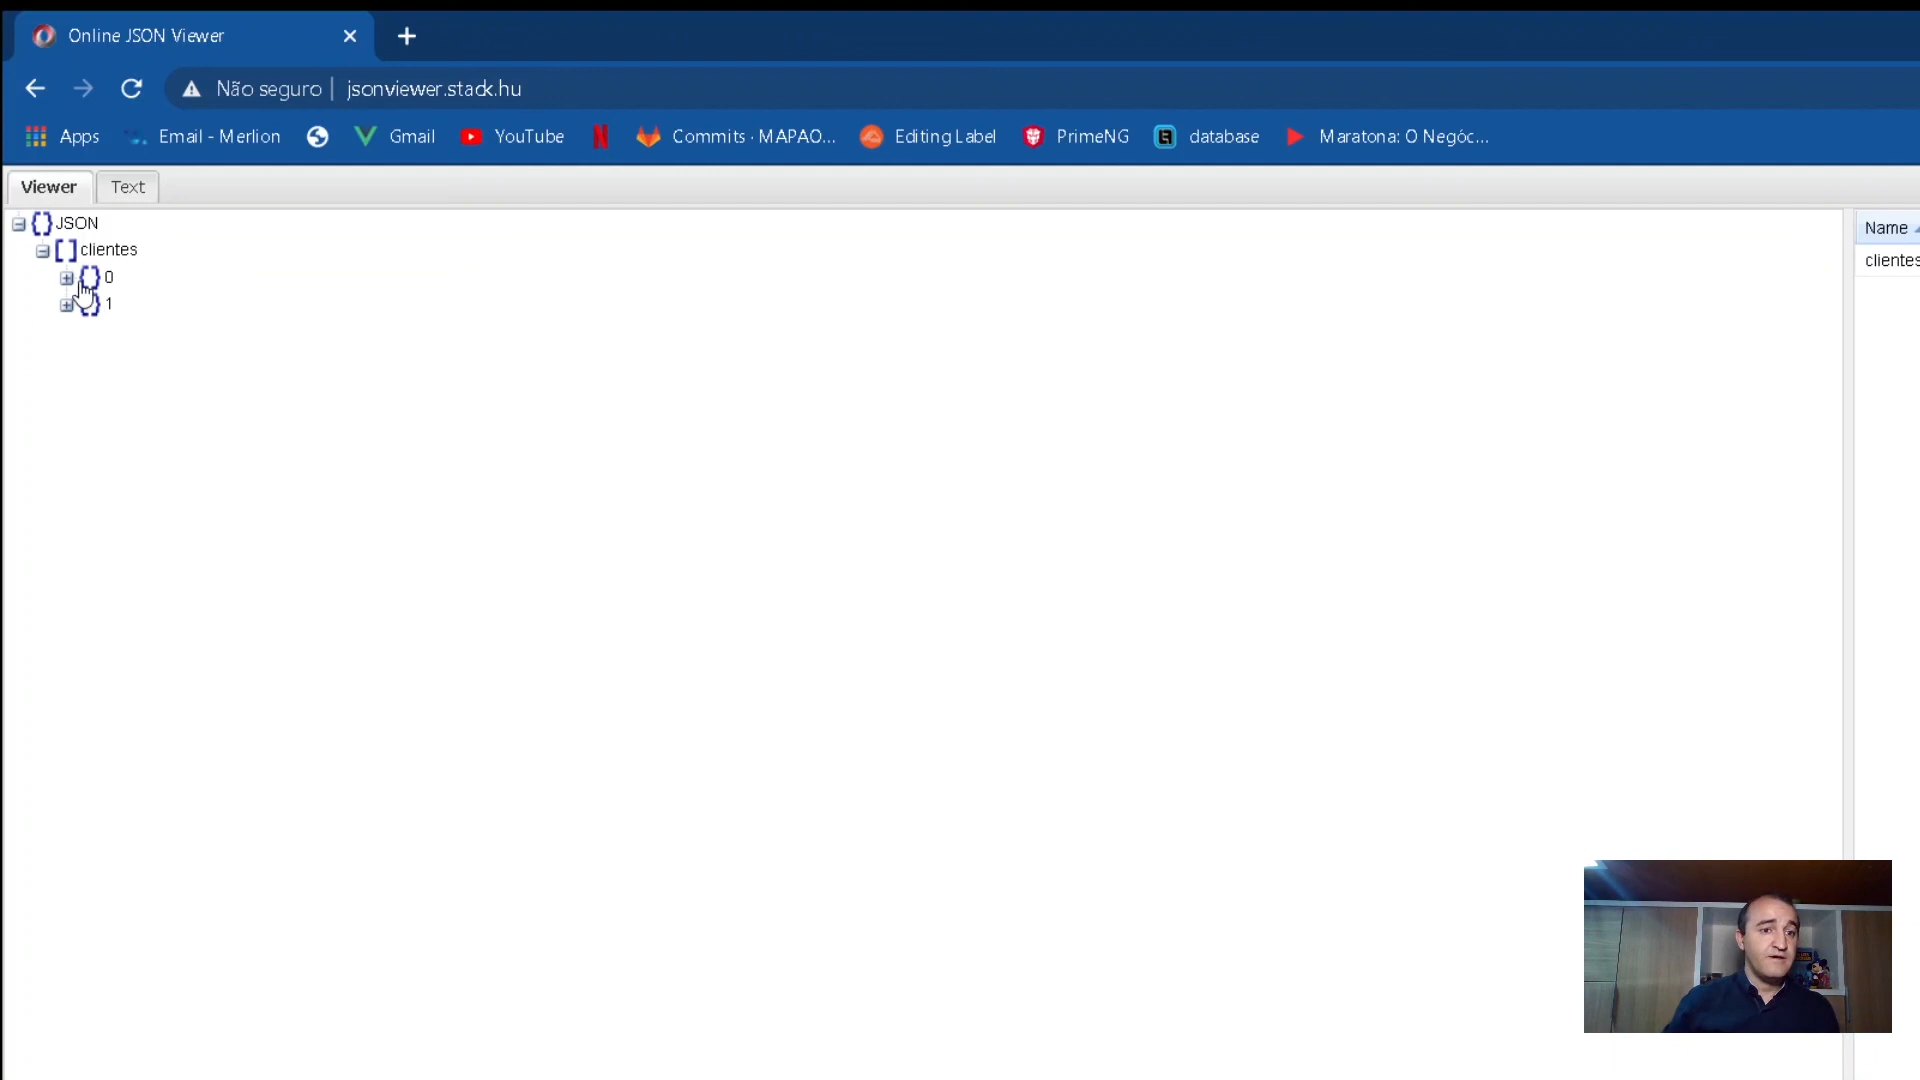 Online JSON Viewer
Não seguro | jsonviewer.stack.hu
Apps Email - Merlion Gmail YouTube Commits · MAPAO... Editing Label PrimeNG database Maratona: O Negóc...
Viewer Text
JSON
clientes
0
1
Name
clientes